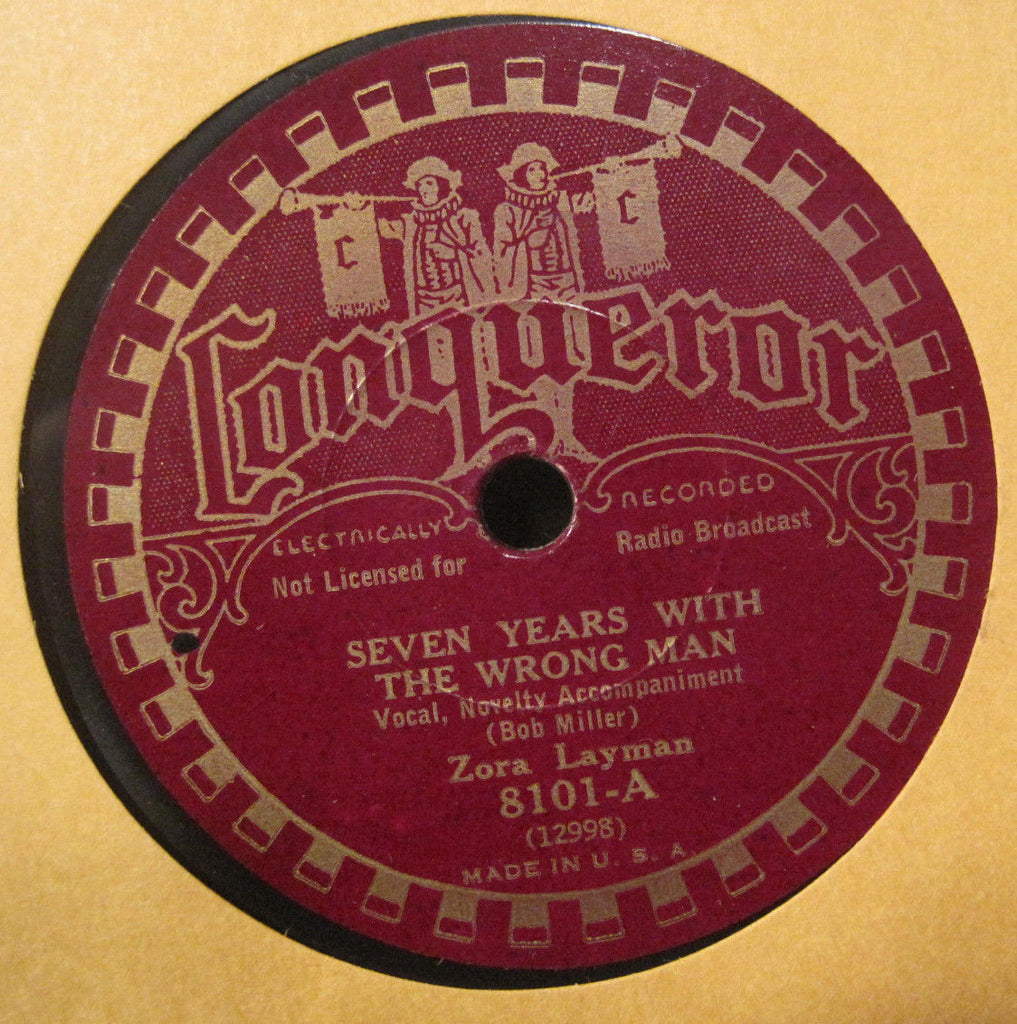 C C
Conqueror
ELECTRICALLY RECORDED
Not Licensed for Radio Broadcast
SEVEN YEARS WITH
THE WRONG MAN
Vocal, Novelty Accompaniment
(Bob Miller)
Zora Layman
8101-A
(12998)
MADE IN U. S. A.